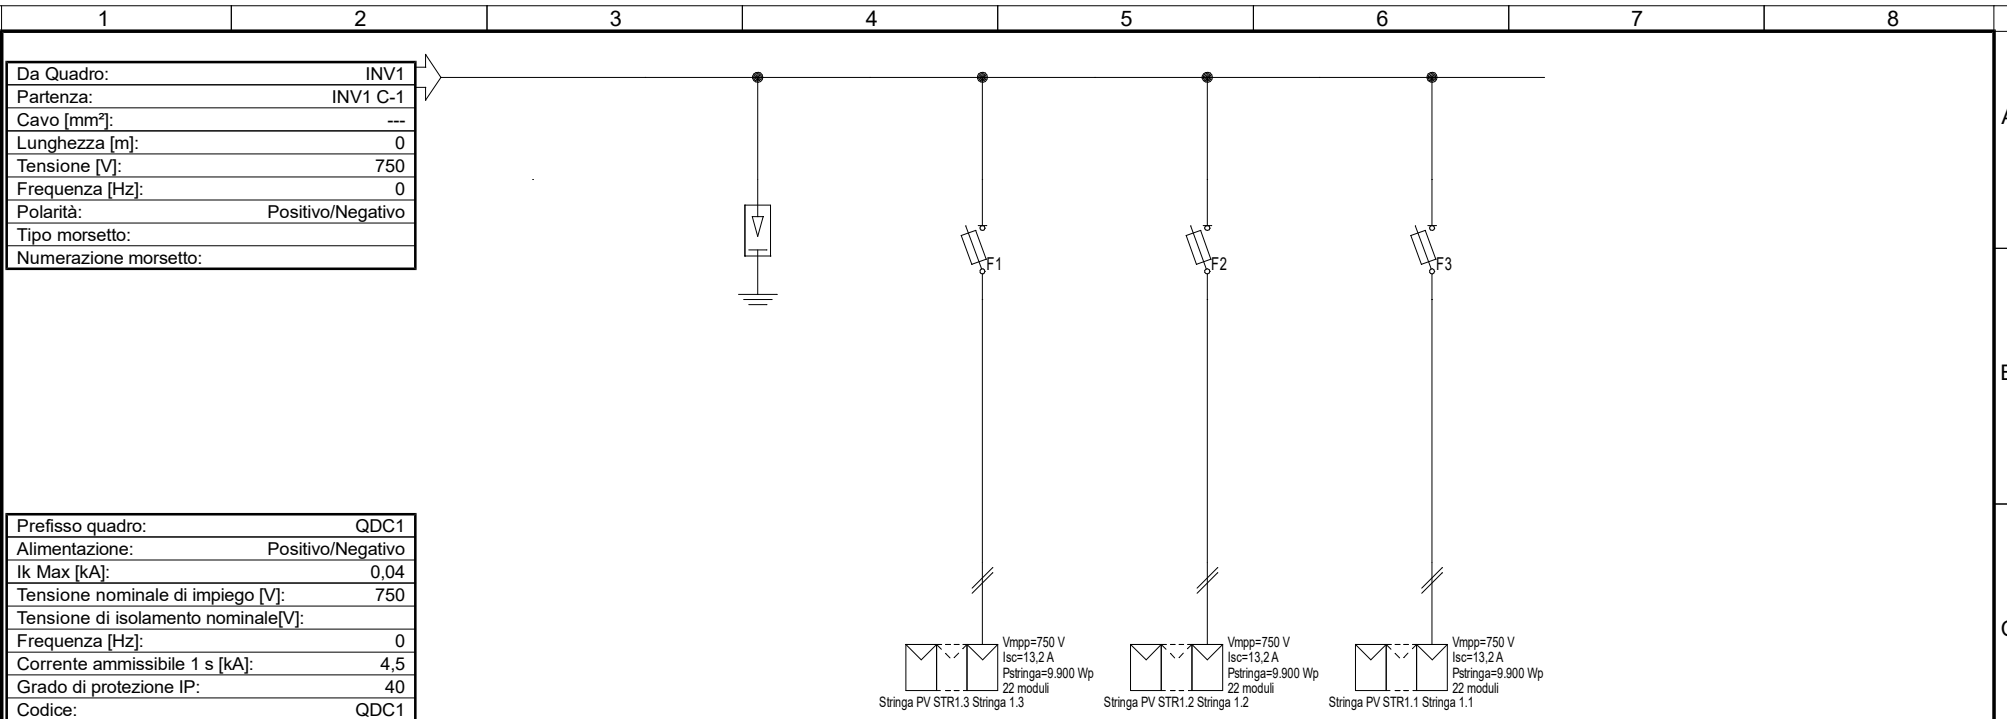 1 2 3 4 5 6 7 8
Da Quadro: INV1
Partenza: INV1 C-1
Cavo [mm²]: ---
Lunghezza [m]: 0
Tensione [V]: 750
Frequenza [Hz]: 0
Polarità: Positivo/Negativo
Tipo morsetto:
Numerazione morsetto:
F1 F2 F3
Prefisso quadro: QDC1
Alimentazione: Positivo/Negativo
Ik Max [kA]: 0,04
Tensione nominale di impiego [V]: 750
Tensione di isolamento nominale[V]:
Frequenza [Hz]: 0
Corrente ammissibile 1 s [kA]: 4,5
Grado di protezione IP: 40
Codice: QDC1
Vmpp=750 V
Isc=13,2 A
Pstringa=9.900 Wp
22 moduli
Stringa PV STR1.3 Stringa 1.3
Vmpp=750 V
Isc=13,2 A
Pstringa=9.900 Wp
22 moduli
Stringa PV STR1.2 Stringa 1.2
Vmpp=750 V
Isc=13,2 A
Pstringa=9.900 Wp
22 moduli
Stringa PV STR1.1 Stringa 1.1